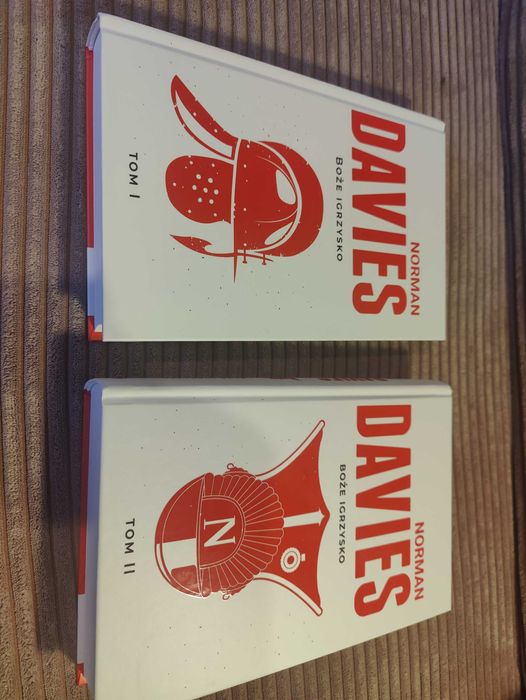 NORMAN
DAVIES
BOŻE IGRZYSKO
TOM I
NORMAN
DAVIES
BOŻE IGRZYSKO
N
TOM II